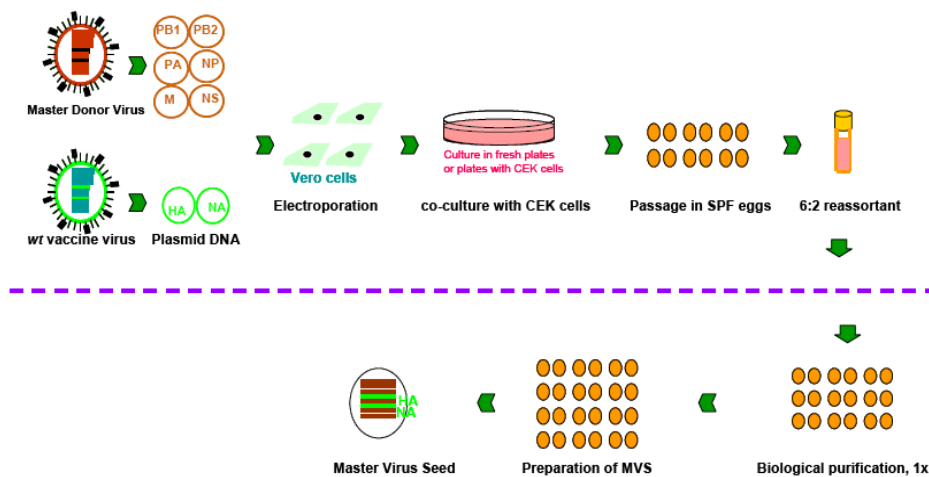 PB1 PB2
PA NP
M NS
Master Donor Virus
HA NA
wt vaccine virus
Plasmid DNA
Vero cells
Electroporation
Culture in fresh plates
or plates with CEK cells
co-culture with CEK cells
Passage in SPF eggs
6:2 reassortant
HA
NA
Master Virus Seed
Preparation of MVS
Biological purification, 1x